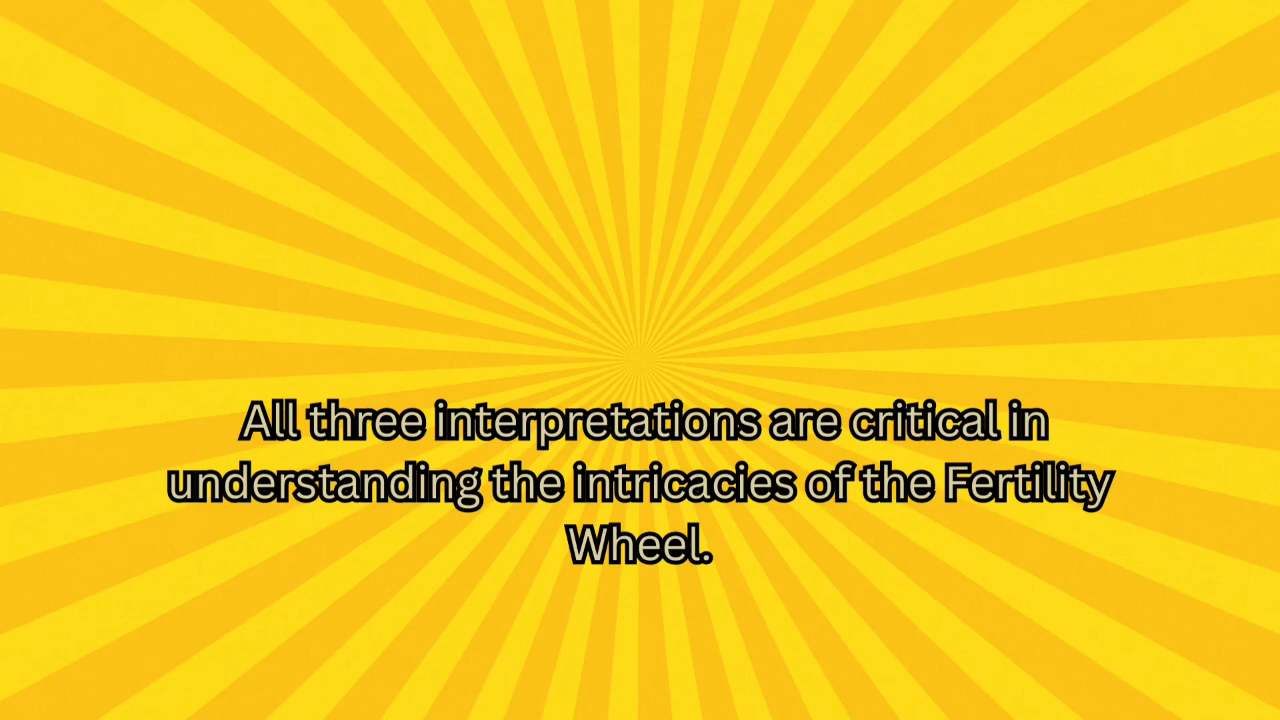 All three interpretations are critical in
understanding the intricacies of the Fertility
Wheel.